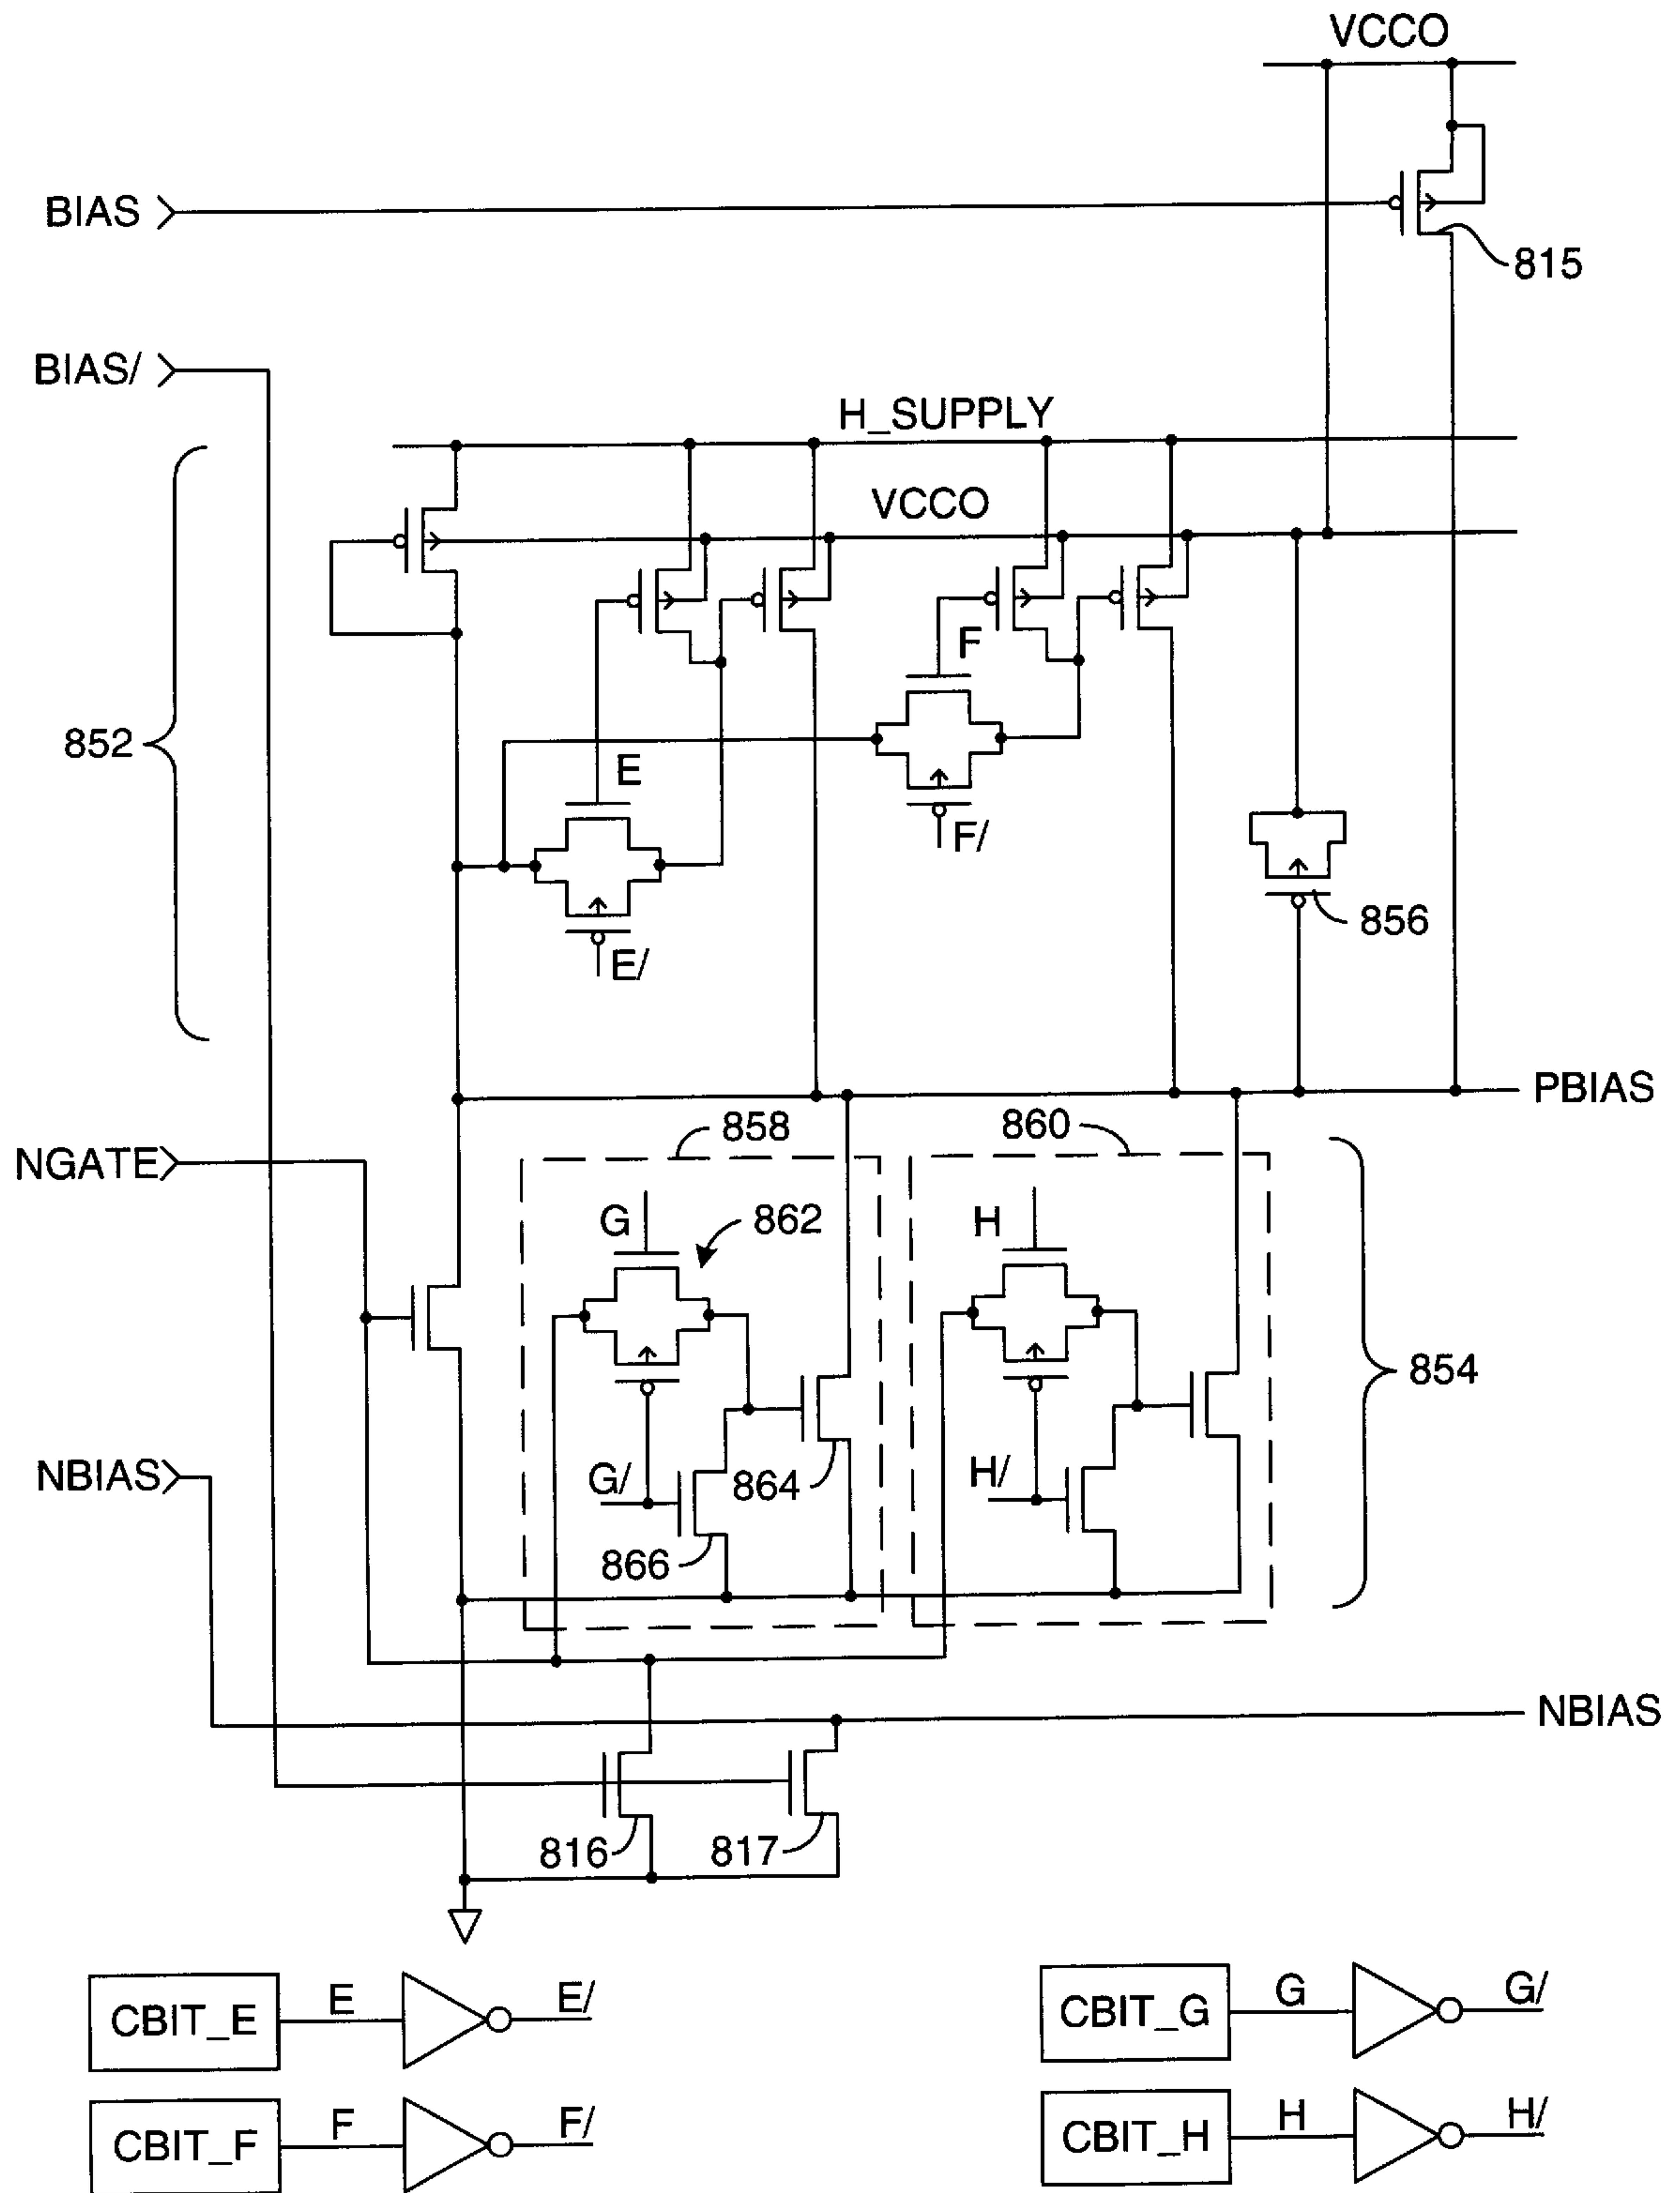 VCCO
BIAS
815
BIAS/
H_SUPPLY
VCCO
F
852
E
F/
856
E/
PBIAS
858
860
NGATE
G
862
H
854
NBIAS
G/
864
H/
866
NBIAS
816
817
CBIT_E
E
E/
CBIT_G
G
G/
CBIT_F
F
F/
CBIT_H
H
H/